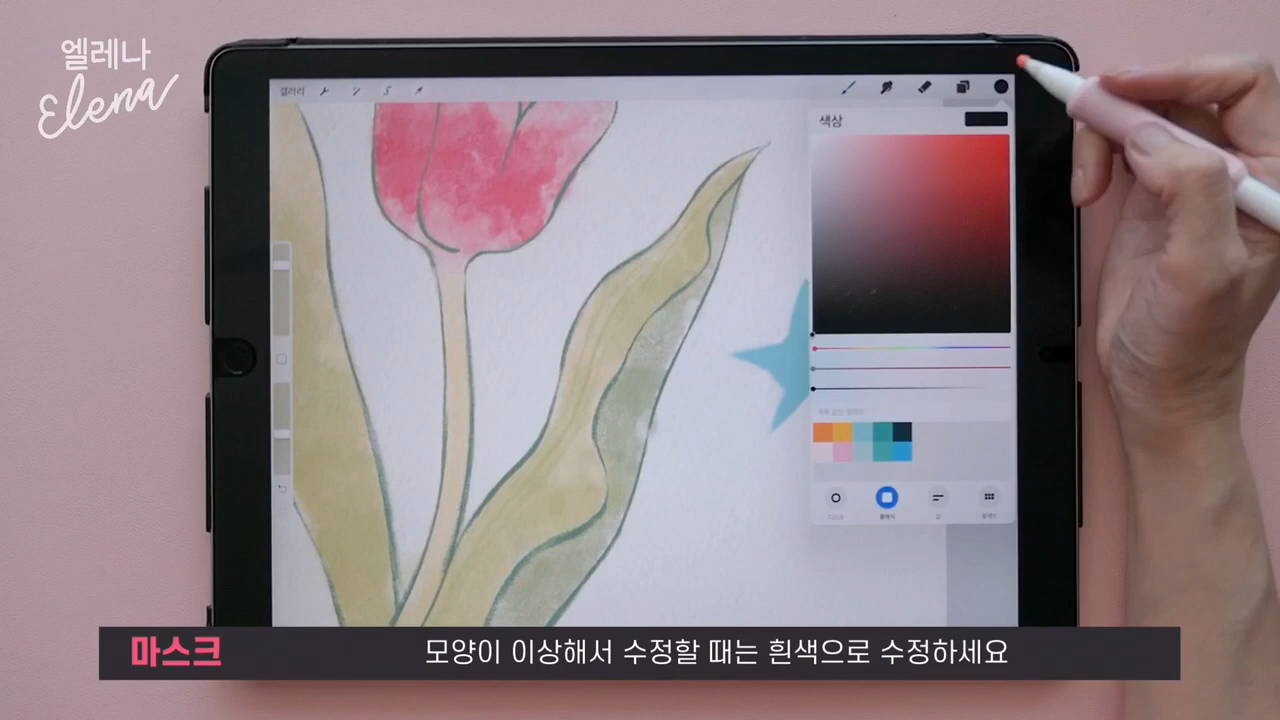 엘레나
Elena
갤러리
색상
마스크
모양이 이상해서 수정할 때는 흰색으로 수정하세요